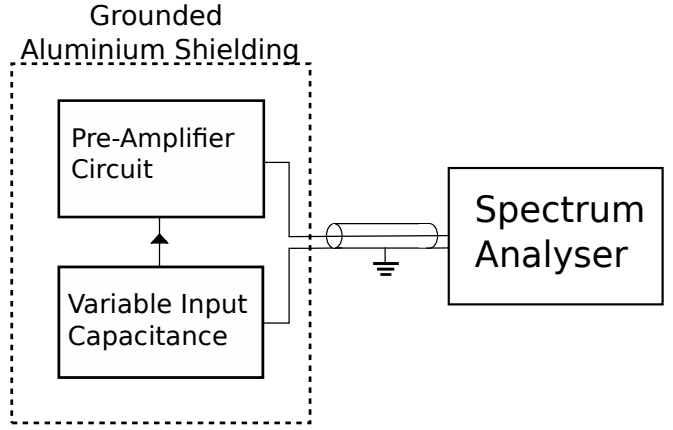 Grounded
Aluminium Shielding
Pre-Amplifier
Circuit
Variable Input
Capacitance
Spectrum
Analyser